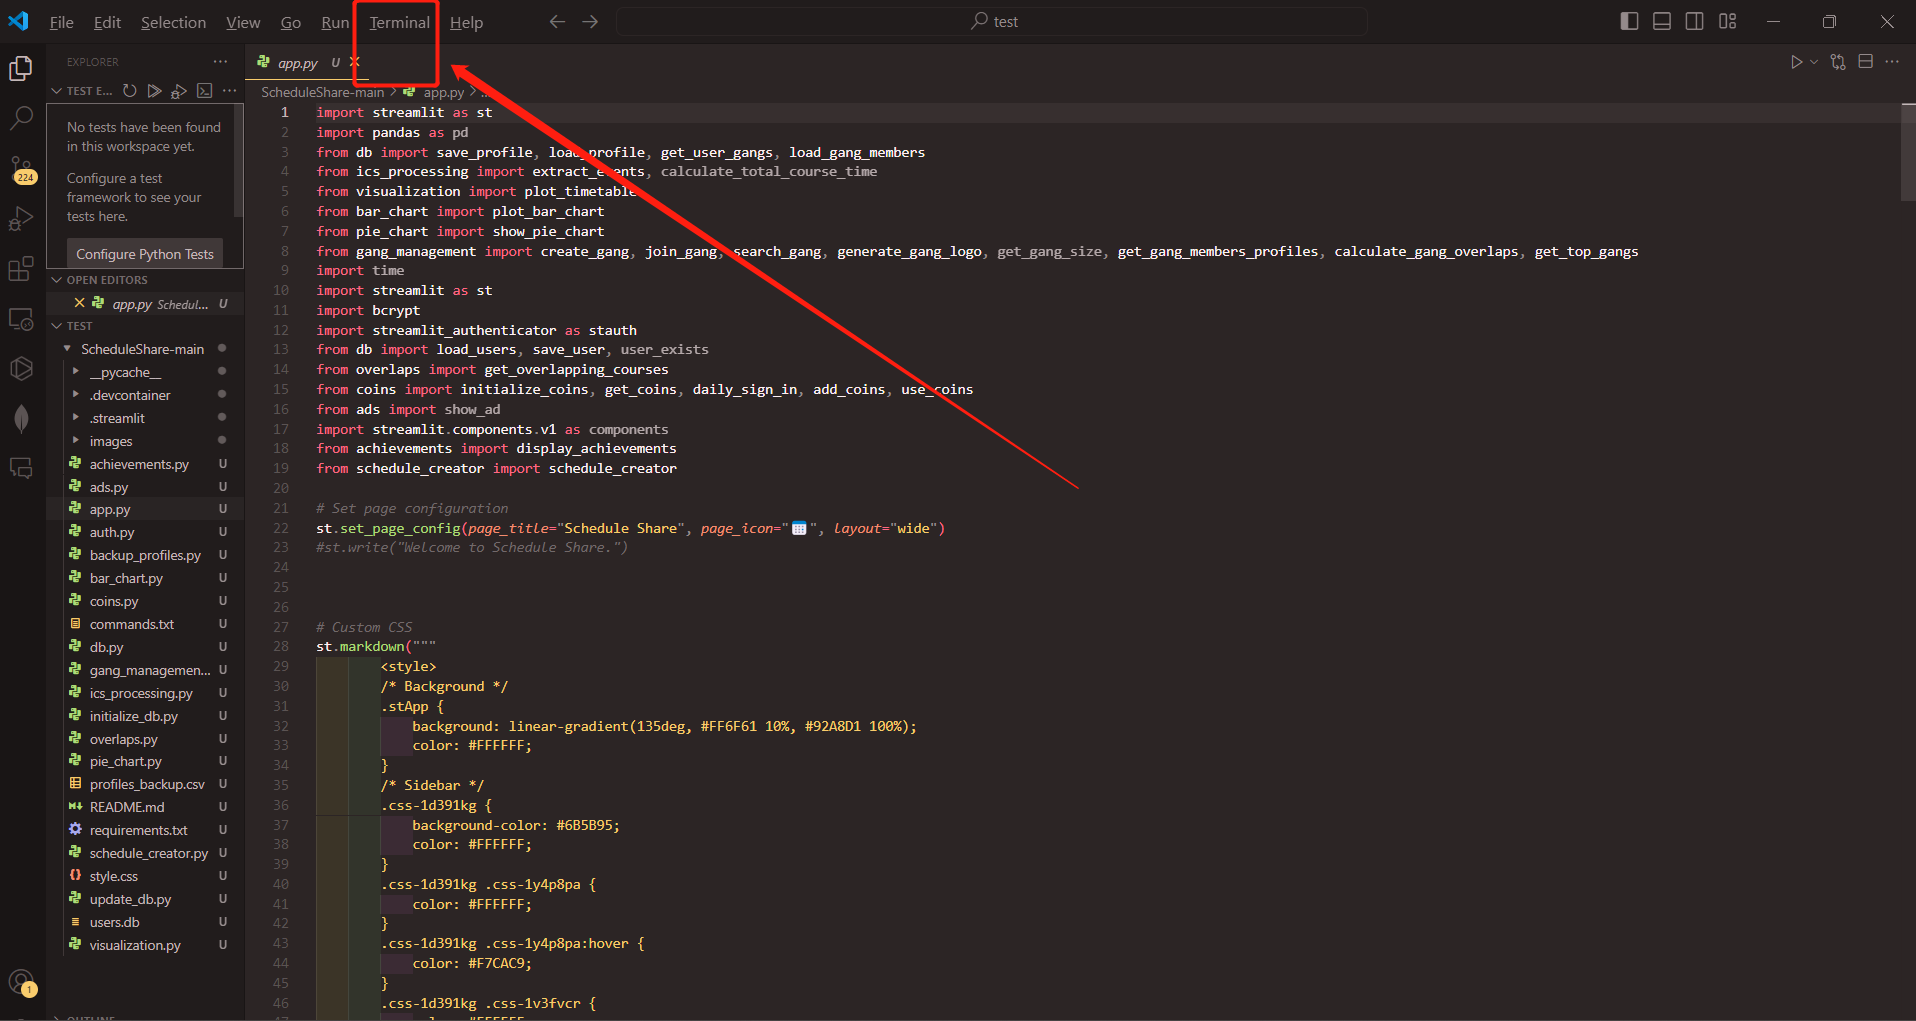 File Edit Selection View Go Run Terminal Help
test
EXPLORER
TEST E...
No tests have been found
in this workspace yet.
Configure a test
framework to see your
tests here.
Configure Python Tests
OPEN EDITORS
app.py Schedul... U
TEST
ScheduleShare-main
__pycache__
.devcontainer
.streamlit
images
achievements.py U
ads.py U
app.py U
auth.py U
backup_profiles.py U
bar_chart.py U
coins.py U
commands.txt U
db.py U
gang_managemen... U
ics_processing.py U
initialize_db.py U
overlaps.py U
pie_chart.py U
profiles_backup.csv U
README.md U
requirements.txt U
schedule_creator.py U
style.css U
update_db.py U
users.db U
visualization.py U
OUTLINE
224
1
app.py U
ScheduleShare-main > app.py > ...
1 import streamlit as st
2 import pandas as pd
3 from db import save_profile, load_profile, get_user_gangs, load_gang_members
4 from ics_processing import extract_events, calculate_total_course_time
5 from visualization import plot_timetable
6 from bar_chart import plot_bar_chart
7 from pie_chart import show_pie_chart
8 from gang_management import create_gang, join_gang, search_gang, generate_gang_logo, get_gang_size, get_gang_members_profiles, calculate_gang_overlaps, get_top_gangs
9 import time
10 import streamlit as st
11 import bcrypt
12 import streamlit_authenticator as stauth
13 from db import load_users, save_user, user_exists
14 from overlaps import get_overlapping_courses
15 from coins import initialize_coins, get_coins, daily_sign_in, add_coins, use_coins
16 from ads import show_ad
17 import streamlit.components.v1 as components
18 from achievements import display_achievements
19 from schedule_creator import schedule_creator
20
21 # Set page configuration
22 st.set_page_config(page_title="Schedule Share", page_icon="🗓️", layout="wide")
23 #st.write("Welcome to Schedule Share.")
24
25
26
27 # Custom CSS
28 st.markdown("""
29 <style>
30 /* Background */
31 .stApp {
32 background: linear-gradient(135deg, #FF6F61 10%, #92A8D1 100%);
33 color: #FFFFFF;
34 }
35 /* Sidebar */
36 .css-1d391kg {
37 background-color: #6B5B95;
38 color: #FFFFFF;
39 }
40 .css-1d391kg .css-1y4p8pa {
41 color: #FFFFFF;
42 }
43 .css-1d391kg .css-1y4p8pa:hover {
44 color: #F7CAC9;
45 }
46 .css-1d391kg .css-1v3fvcr {